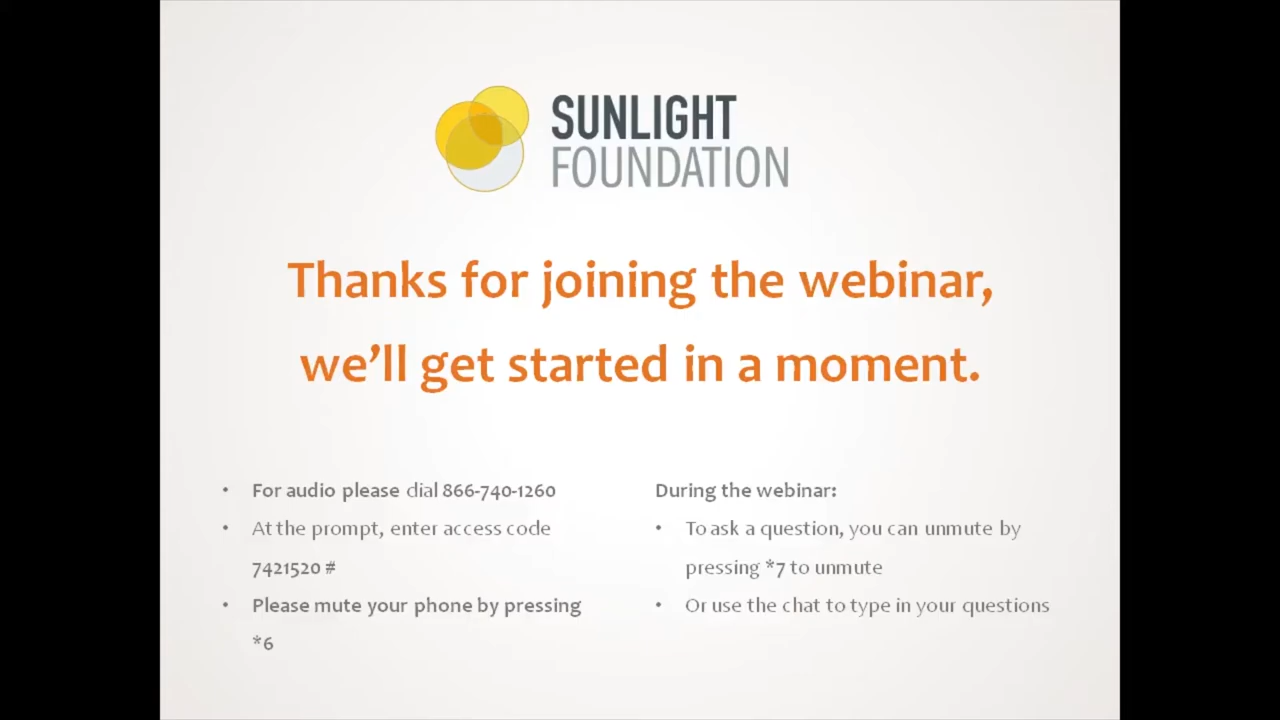 SUNLIGHT
FOUNDATION
Thanks for joining the webinar,
we’ll get started in a moment.
• For audio please dial 866-740-1260
• At the prompt, enter access code
7421520 #
• Please mute your phone by pressing
*6
During the webinar:
• To ask a question, you can unmute by
pressing *7 to unmute
• Or use the chat to type in your questions